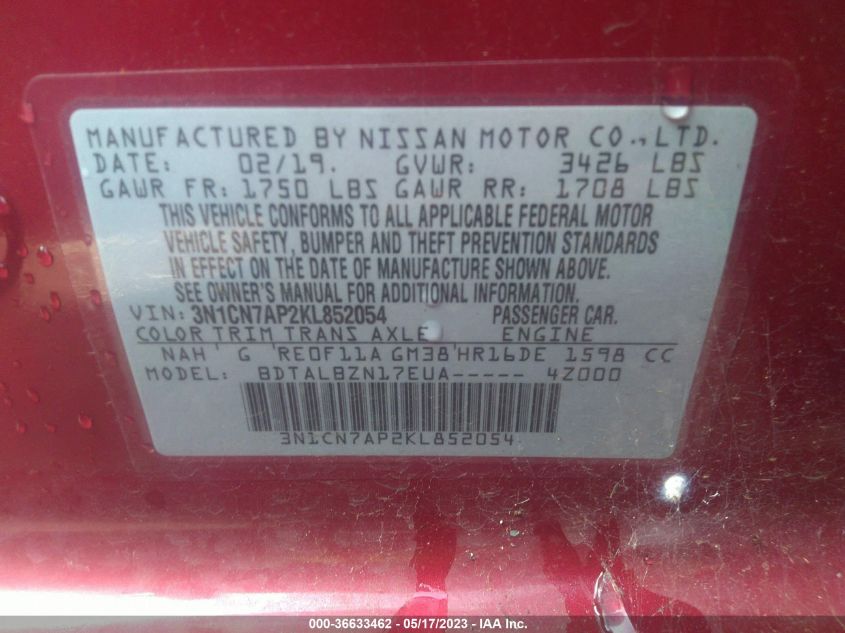 MANUFACTURED BY NISSAN MOTOR CO., LTD.
DATE: 02/19. GVWR: 3426 LBS
GAWR FR: 1750 LBS GAWR RR: 1708 LBS
THIS VEHICLE CONFORMS TO ALL APPLICABLE FEDERAL MOTOR
VEHICLE SAFETY, BUMPER AND THEFT PREVENTION STANDARDS
IN EFFECT ON THE DATE OF MANUFACTURE SHOWN ABOVE.
SEE OWNER'S MANUAL FOR ADDITIONAL INFORMATION.
VIN: 3N1CN7AP2KL852054 PASSENGER CAR.
COLOR TRIM TRANS AXLE ENGINE
NAH G RE0F11A GM38 HR16DE 1598 CC
MODEL: BDTALBZN17EUA----- 4Z000
3N1CN7AP2KL852054
000-36633462 - 05/17/2023 - IAA Inc.